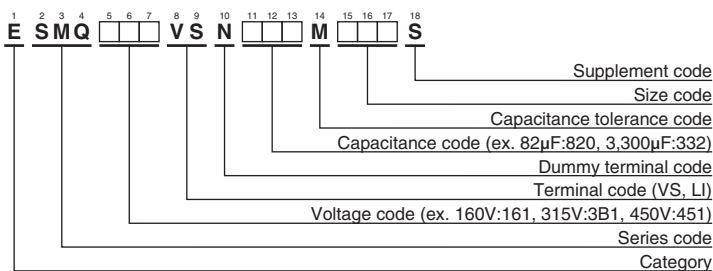 1 2 3 4 5 6 7 8 9 10 11 12 13 14 15 16 17 18
E SMQ □□□ VS N □□□ M □□□ S
Supplement code
Size code
Capacitance tolerance code
Capacitance code (ex. 82μF:820, 3,300μF:332)
Dummy terminal code
Terminal code (VS, LI)
Voltage code (ex. 160V:161, 315V:3B1, 450V:451)
Series code
Category